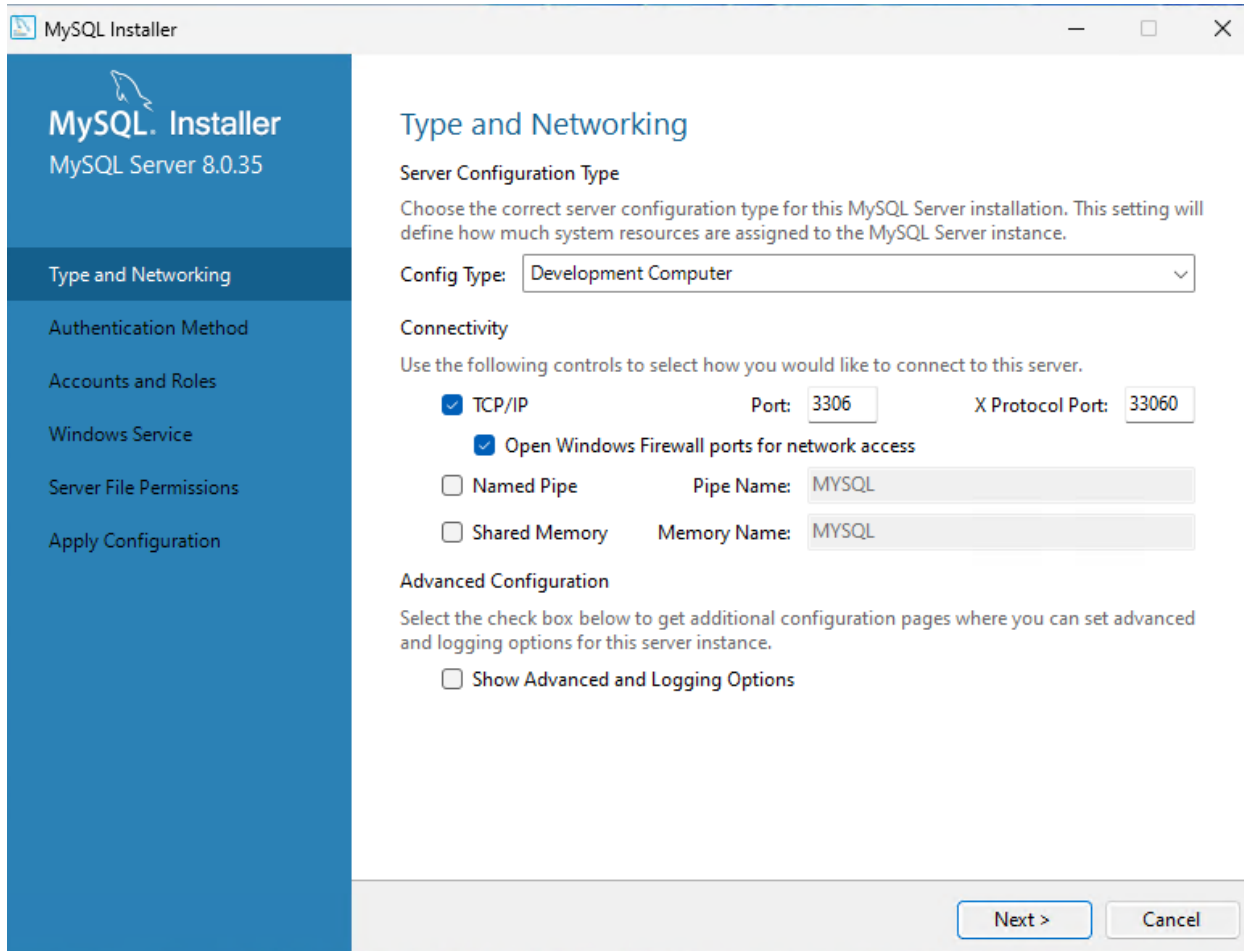 MySQL Installer
MySQL. Installer
MySQL Server 8.0.35
Type and Networking
Authentication Method
Accounts and Roles
Windows Service
Server File Permissions
Apply Configuration
Type and Networking
Server Configuration Type
Choose the correct server configuration type for this MySQL Server installation. This setting will
define how much system resources are assigned to the MySQL Server instance.
Config Type: Development Computer
Connectivity
Use the following controls to select how you would like to connect to this server.
TCP/IP Port: 3306 X Protocol Port: 33060
Open Windows Firewall ports for network access
Named Pipe Pipe Name: MYSQL
Shared Memory Memory Name: MYSQL
Advanced Configuration
Select the check box below to get additional configuration pages where you can set advanced
and logging options for this server instance.
Show Advanced and Logging Options
Next > Cancel